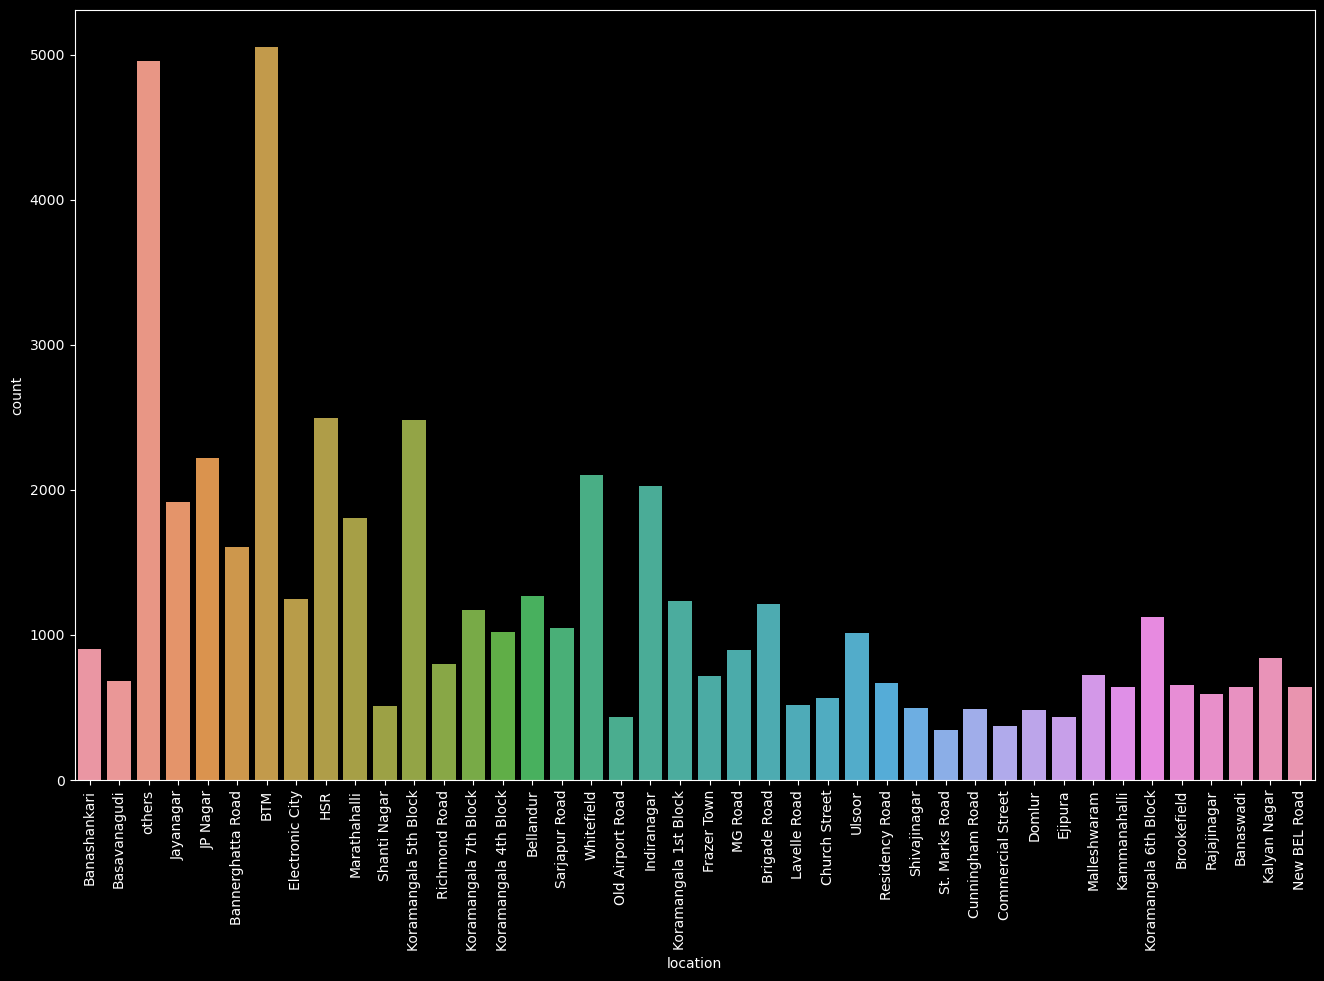 5000
4000
3000
2000
1000
0
count
Banashankari
Basavanagudi
others
Jayanagar
JP Nagar
Bannerghatta Road
BTM
Electronic City
HSR
Marathahalli
Shanti Nagar
Koramangala 5th Block
Richmond Road
Koramangala 7th Block
Koramangala 4th Block
Bellandur
Sarjapur Road
Whitefield
Old Airport Road
Indiranagar
Koramangala 1st Block
Frazer Town
MG Road
Brigade Road
Lavelle Road
Church Street
Ulsoor
Residency Road
Shivajinagar
St. Marks Road
Cunningham Road
Commercial Street
Domlur
Ejipura
Malleshwaram
Kammanahalli
Koramangala 6th Block
Brookefield
Rajajinagar
Banaswadi
Kalyan Nagar
New BEL Road
location